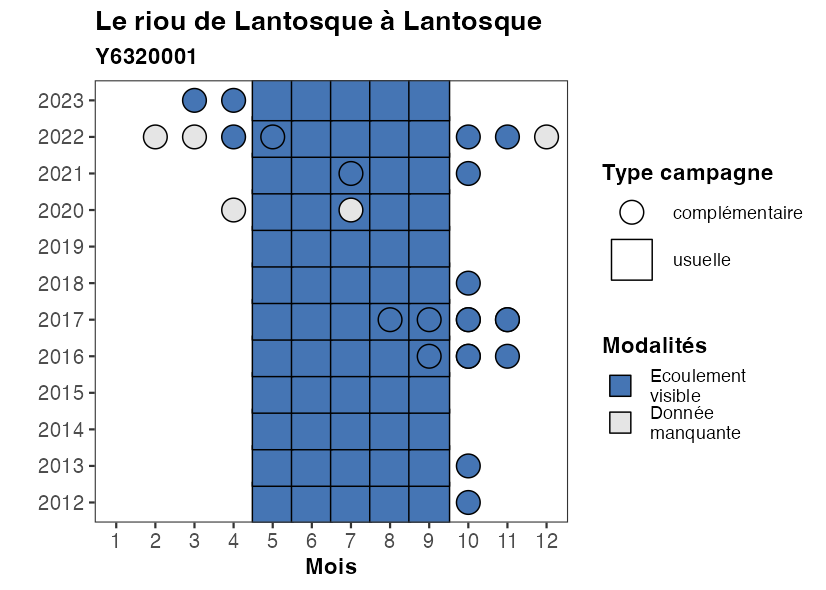 Le riou de Lantosque à Lantosque
Y6320001
2023
2022
2021
2020
2019
2018
2017
2016
2015
2014
2013
2012
1 2 3 4 5 6 7 8 9 10 11 12
Mois
Type campagne
complémentaire
usuelle
Modalités
Ecoulement
visible
Donnée
manquante